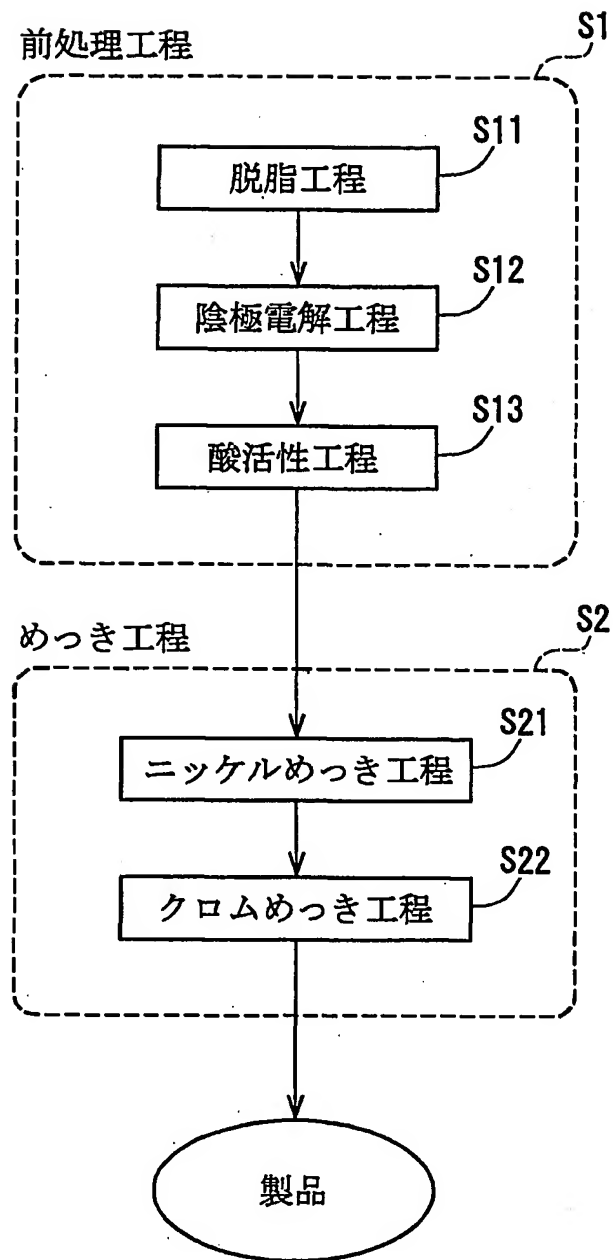 前処理工程
S1
S11
脱脂工程
S12
陰極電解工程
S13
酸活性工程
めっき工程
S2
S21
ニッケルめっき工程
S22
クロムめっき工程
製品